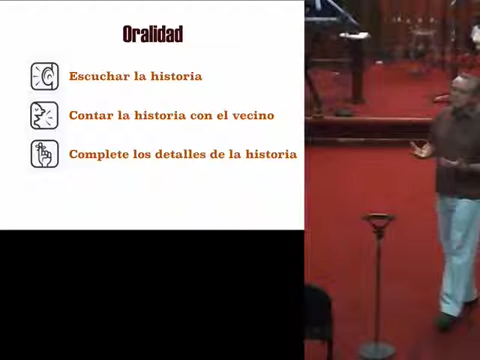 Oralidad
Escuchar la historia
Contar la historia con el vecino
Complete los detalles de la historia